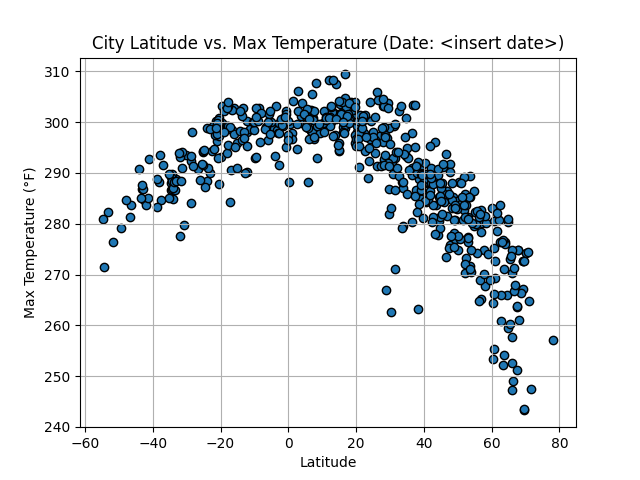 City Latitude vs. Max Temperature (Date: <insert date>)
Max Temperature (°F)
310
300
290
280
270
260
250
240
−60 −40 −20 0 20 40 60 80
Latitude